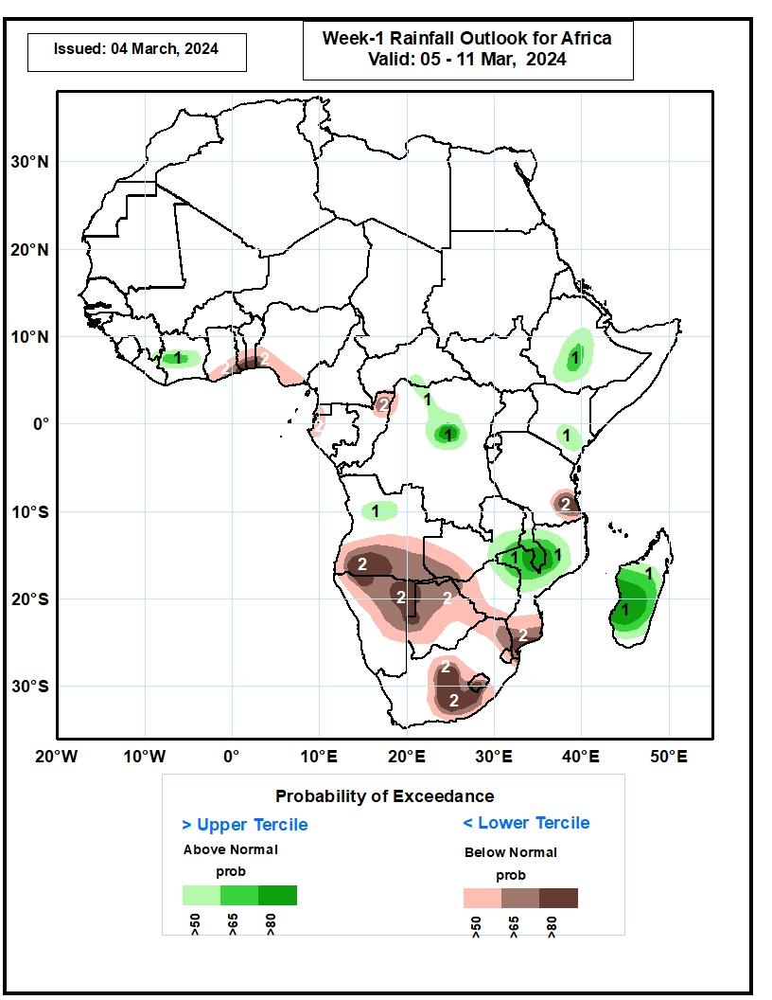 Issued: 04 March, 2024
Week-1 Rainfall Outlook for Africa
Valid: 05 - 11 Mar, 2024
30°N
20°N
10°N
1
2
2
1
2
1
0°
2
1
1
10°S
1
2
2
1
1
1
20°S
2
2
1
2
2
30°S
2
20°W
10°W
0°
10°E
20°E
30°E
40°E
50°E
Probability of Exceedance
> Upper Tercile
< Lower Tercile
Above Normal
Below Normal
prob
prob
>50
>65
>80
>50
>65
>80